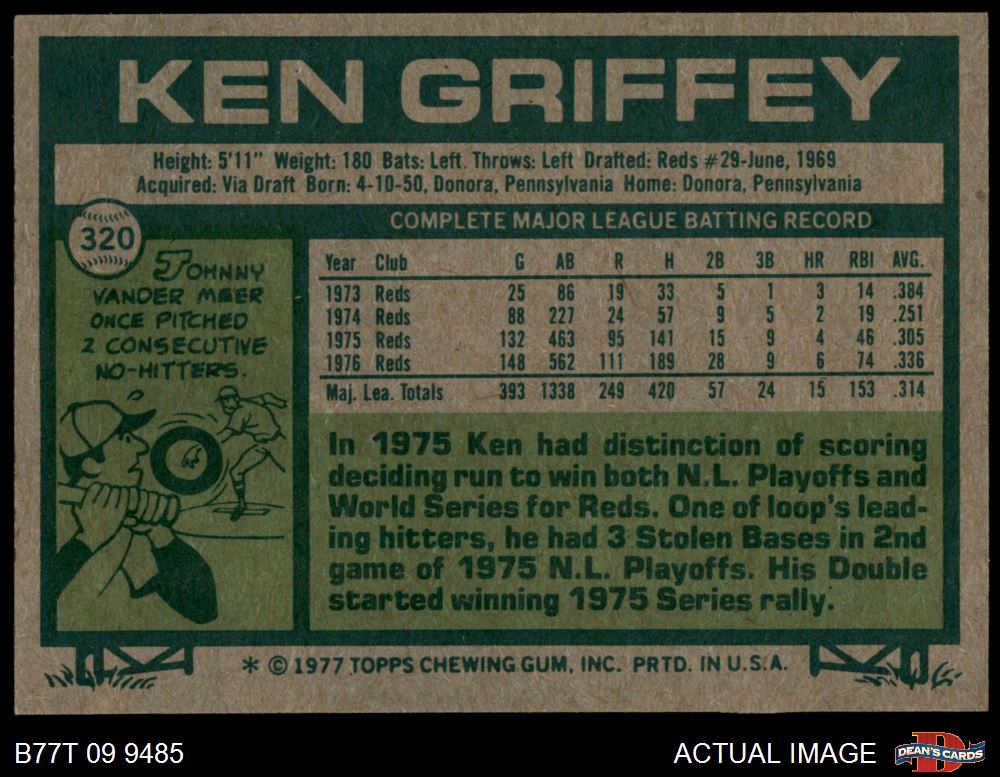 KEN GRIFFEY
Height: 5'11" Weight: 180 Bats: Left Throws: Left Drafted: Reds #29-June, 1969
Acquired: Via Draft Born: 4-10-50, Donora, Pennsylvania Home: Donora, Pennsylvania
320
COMPLETE MAJOR LEAGUE BATTING RECORD
JOHNNY
VANDER MEER
ONCE PITCHED
2 CONSECUTIVE
NO-HITTERS.
Year Club G AB R H 2B 3B HR RBI AVG.
1973 Reds 25 86 19 33 5 1 3 14 .384
1974 Reds 88 227 24 57 9 5 2 19 .251
1975 Reds 132 463 95 141 15 9 4 46 .305
1976 Reds 148 562 111 189 28 9 6 74 .336
Maj. Lea. Totals 393 1338 249 420 57 24 15 153 .314
In 1975 Ken had distinction of scoring
deciding run to win both N.L. Playoffs and
World Series for Reds. One of loop's lead-
ing hitters, he had 3 Stolen Bases in 2nd
game of 1975 N.L. Playoffs. His Double
started winning 1975 Series rally.
* © 1977 TOPPS CHEWING GUM, INC. PRTD. IN U.S.A.
B77T 09 9485
ACTUAL IMAGE
D
DEAN'S CARDS